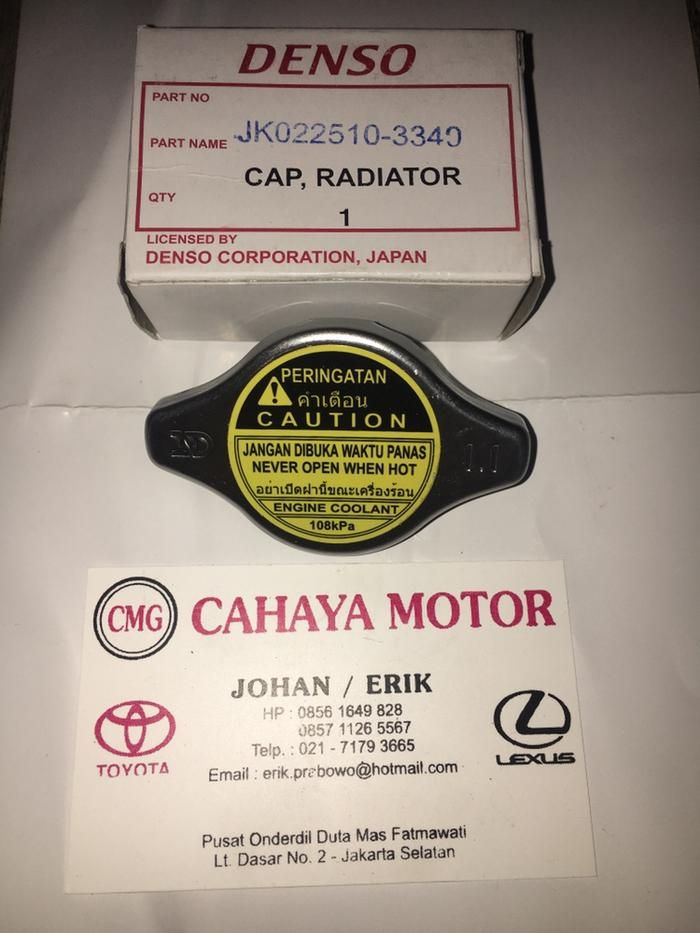 DENSO
PART NO
JK022510-3340
PART NAME
CAP, RADIATOR
QTY
1
LICENSED BY
DENSO CORPORATION, JAPAN
PERINGATAN
คำเตือน
CAUTION
ND
1.1
JANGAN DIBUKA WAKTU PANAS
NEVER OPEN WHEN HOT
อย่าเปิดฝานี้ขณะเครื่องร้อน
ENGINE COOLANT
108kPa
CMG
CAHAYA MOTOR
JOHAN / ERIK
HP : 0856 1649 828
0857 1126 5567
Telp. : 021 - 7179 3665
Email : erik.prabowo@hotmail.com
TOYOTA
LEXUS
Pusat Onderdil Duta Mas Fatmawati
Lt. Dasar No. 2 - Jakarta Selatan